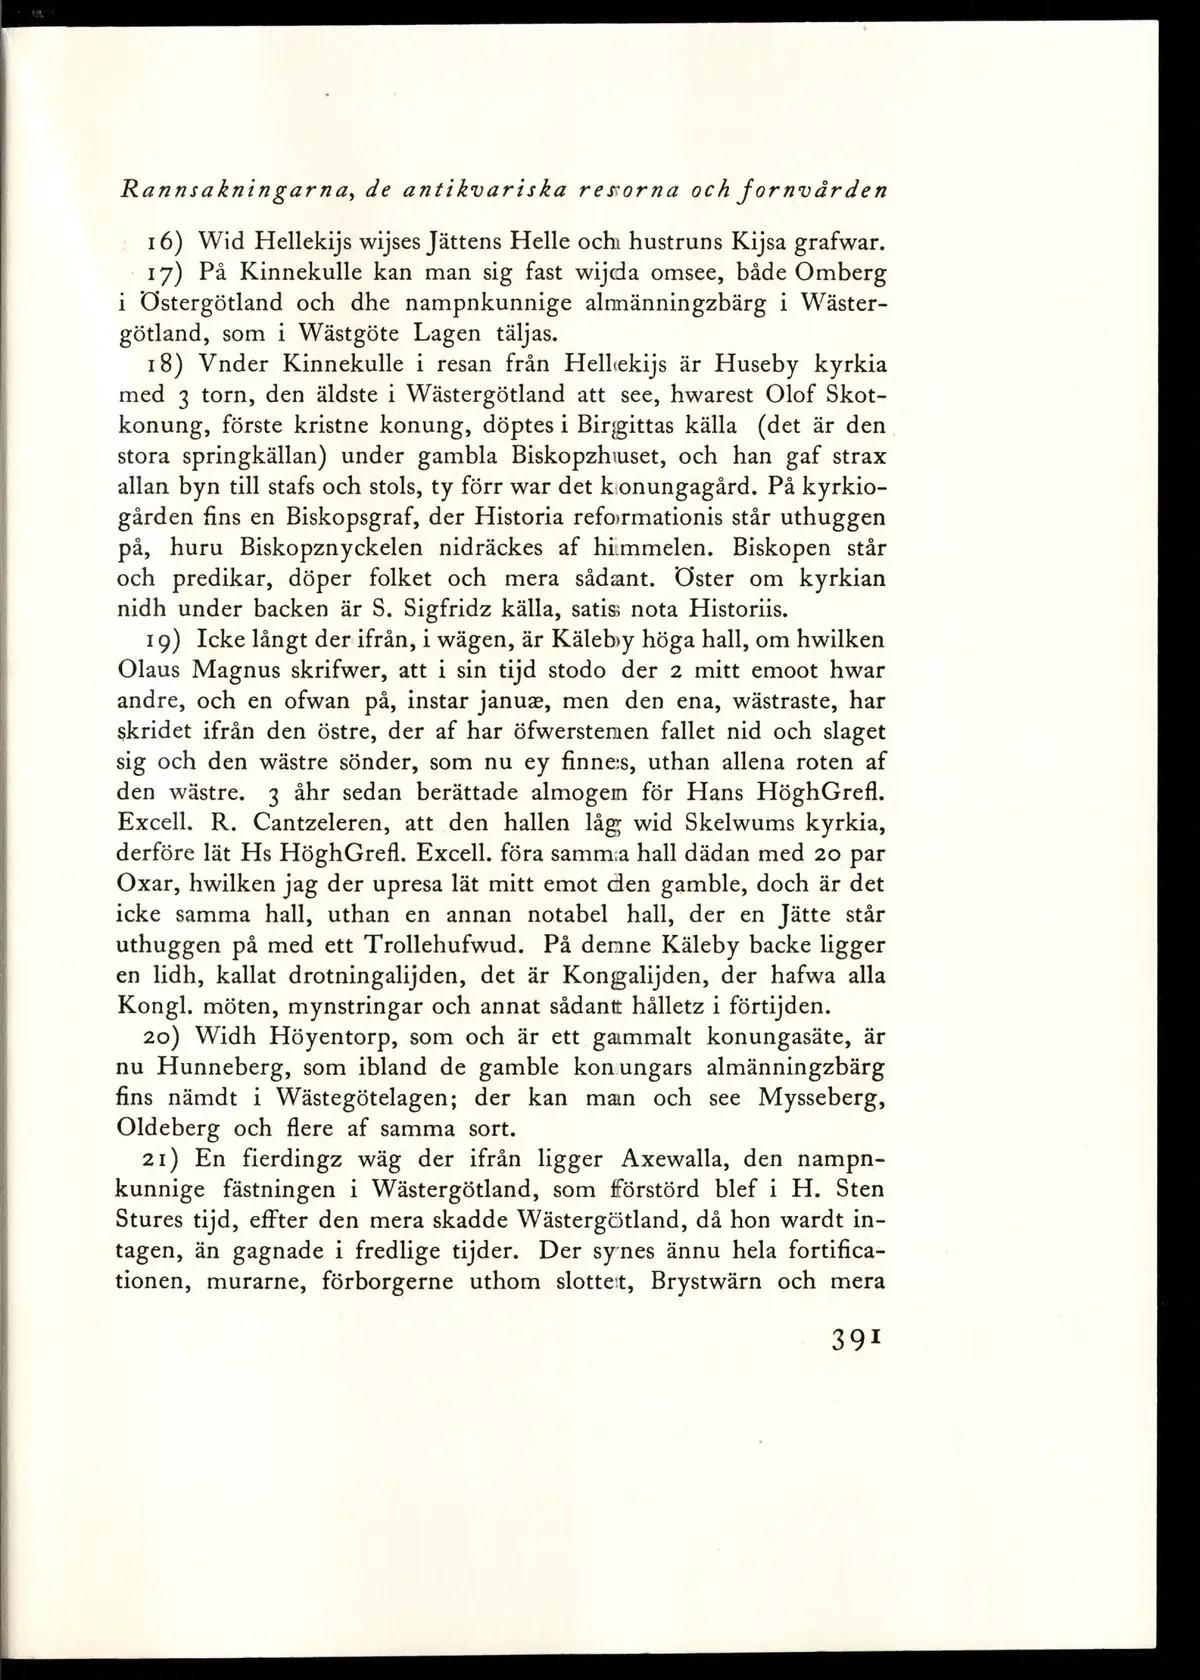 Rannsakningarna, de antikvariska resorna och fornvården
16) Wid Hellekijs wijses Jättens Helle och hustruns Kijsa grafwar.
17) På Kinnekulle kan man sig fast wijda omsee, både Omberg
i Östergötland och dhe nampnkunnige almänningzbärg i Wäster-
götland, som i Wästgöte Lagen täljas.
18) Vnder Kinnekulle i resan från Hellekijs är Huseby kyrkia
med 3 torn, den äldste i Wästergötland att see, hwarest Olof Skot-
konung, förste kristne konung, döptes i Birgittas källa (det är den
stora springkällan) under gambla Biskopzhuset, och han gaf strax
allan byn till stafs och stols, ty förr war det konungagård. På kyrkio-
gården fins en Biskopsgraf, der Historia reformationis står uthuggen
på, huru Biskopznyckelen nidräckes af himmelen. Biskopen står
och predikar, döper folket och mera sådant. Öster om kyrkian
nidh under backen är S. Sigfridz källa, satis nota Historiis.
19) Icke långt der ifrån, i wägen, är Käleby höga hall, om hwilken
Olaus Magnus skrifwer, att i sin tijd stodo der 2 mitt emoot hwar
andre, och en ofwan på, instar januæ, men den ena, wästraste, har
skridet ifrån den östre, der af har öfwerstenen fallet nid och slaget
sig och den wästre sönder, som nu ey finnes, uthan allena roten af
den wästre. 3 åhr sedan berättade almogen för Hans HöghGrefl.
Excell. R. Cantzeleren, att den hallen låg wid Skelwums kyrkia,
derföre lät Hs HöghGrefl. Excell. föra samma hall dädan med 20 par
Oxar, hwilken jag der upresa lät mitt emot den gamble, doch är det
icke samma hall, uthan en annan notabel hall, der en Jätte står
uthuggen på med ett Trollehufwud. På denne Käleby backe ligger
en lidh, kallat drotningalijden, det är Kongalijden, der hafwa alla
Kongl. möten, mynstringar och annat sådant hålletz i förtijden.
20) Widh Höyentorp, som och är ett gammalt konungasäte, är
nu Hunneberg, som ibland de gamble konungars almänningzbärg
fins nämdt i Wästegötelagen; der kan man och see Mysseberg,
Oldeberg och flere af samma sort.
21) En fierdingz wäg der ifrån ligger Axewalla, den nampn-
kunnige fästningen i Wästergötland, som förstörd blef i H. Sten
Stures tijd, effter den mera skadde Wästergötland, då hon wardt in-
tagen, än gagnade i fredlige tijder. Der synes ännu hela fortifica-
tionen, murarne, förborgerne uthom slottet, Brystwärn och mera
391